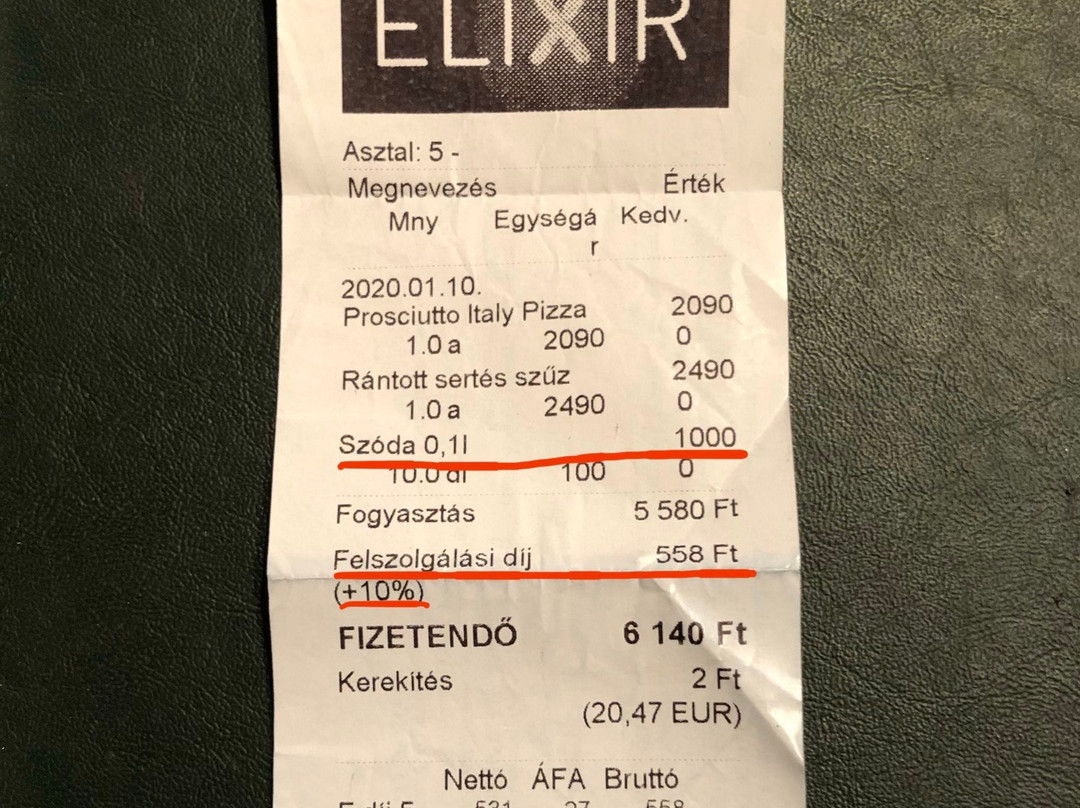 ELIXIR
Asztal: 5 -
Megnevezés Érték
Mny Egységá Kedv.
r
2020.01.10.
Prosciutto Italy Pizza 2090
1.0 a 2090 0
Rántott sertés szűz 2490
1.0 a 2490 0
Szóda 0,1l 1000
10.0 dl 100 0
Fogyasztás 5 580 Ft
Felszolgálási díj 558 Ft
(+10%)
FIZETENDŐ 6 140 Ft
Kerekítés 2 Ft
(20,47 EUR)
Nettó ÁFA Bruttó
531 27 558